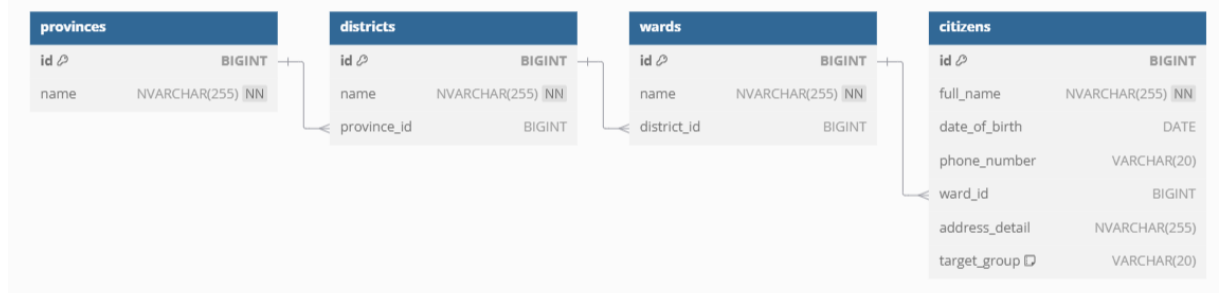 provinces
id BIGINT
name NVARCHAR(255) NN
districts
id BIGINT
name NVARCHAR(255) NN
province_id BIGINT
wards
id BIGINT
name NVARCHAR(255) NN
district_id BIGINT
citizens
id BIGINT
full_name NVARCHAR(255) NN
date_of_birth DATE
phone_number VARCHAR(20)
ward_id BIGINT
address_detail NVARCHAR(255)
target_group VARCHAR(20)